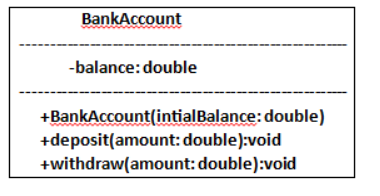 BankAccount
-balance: double
+BankAccount(intialBalance: double)
+deposit(amount: double):void
+withdraw(amount: double):void